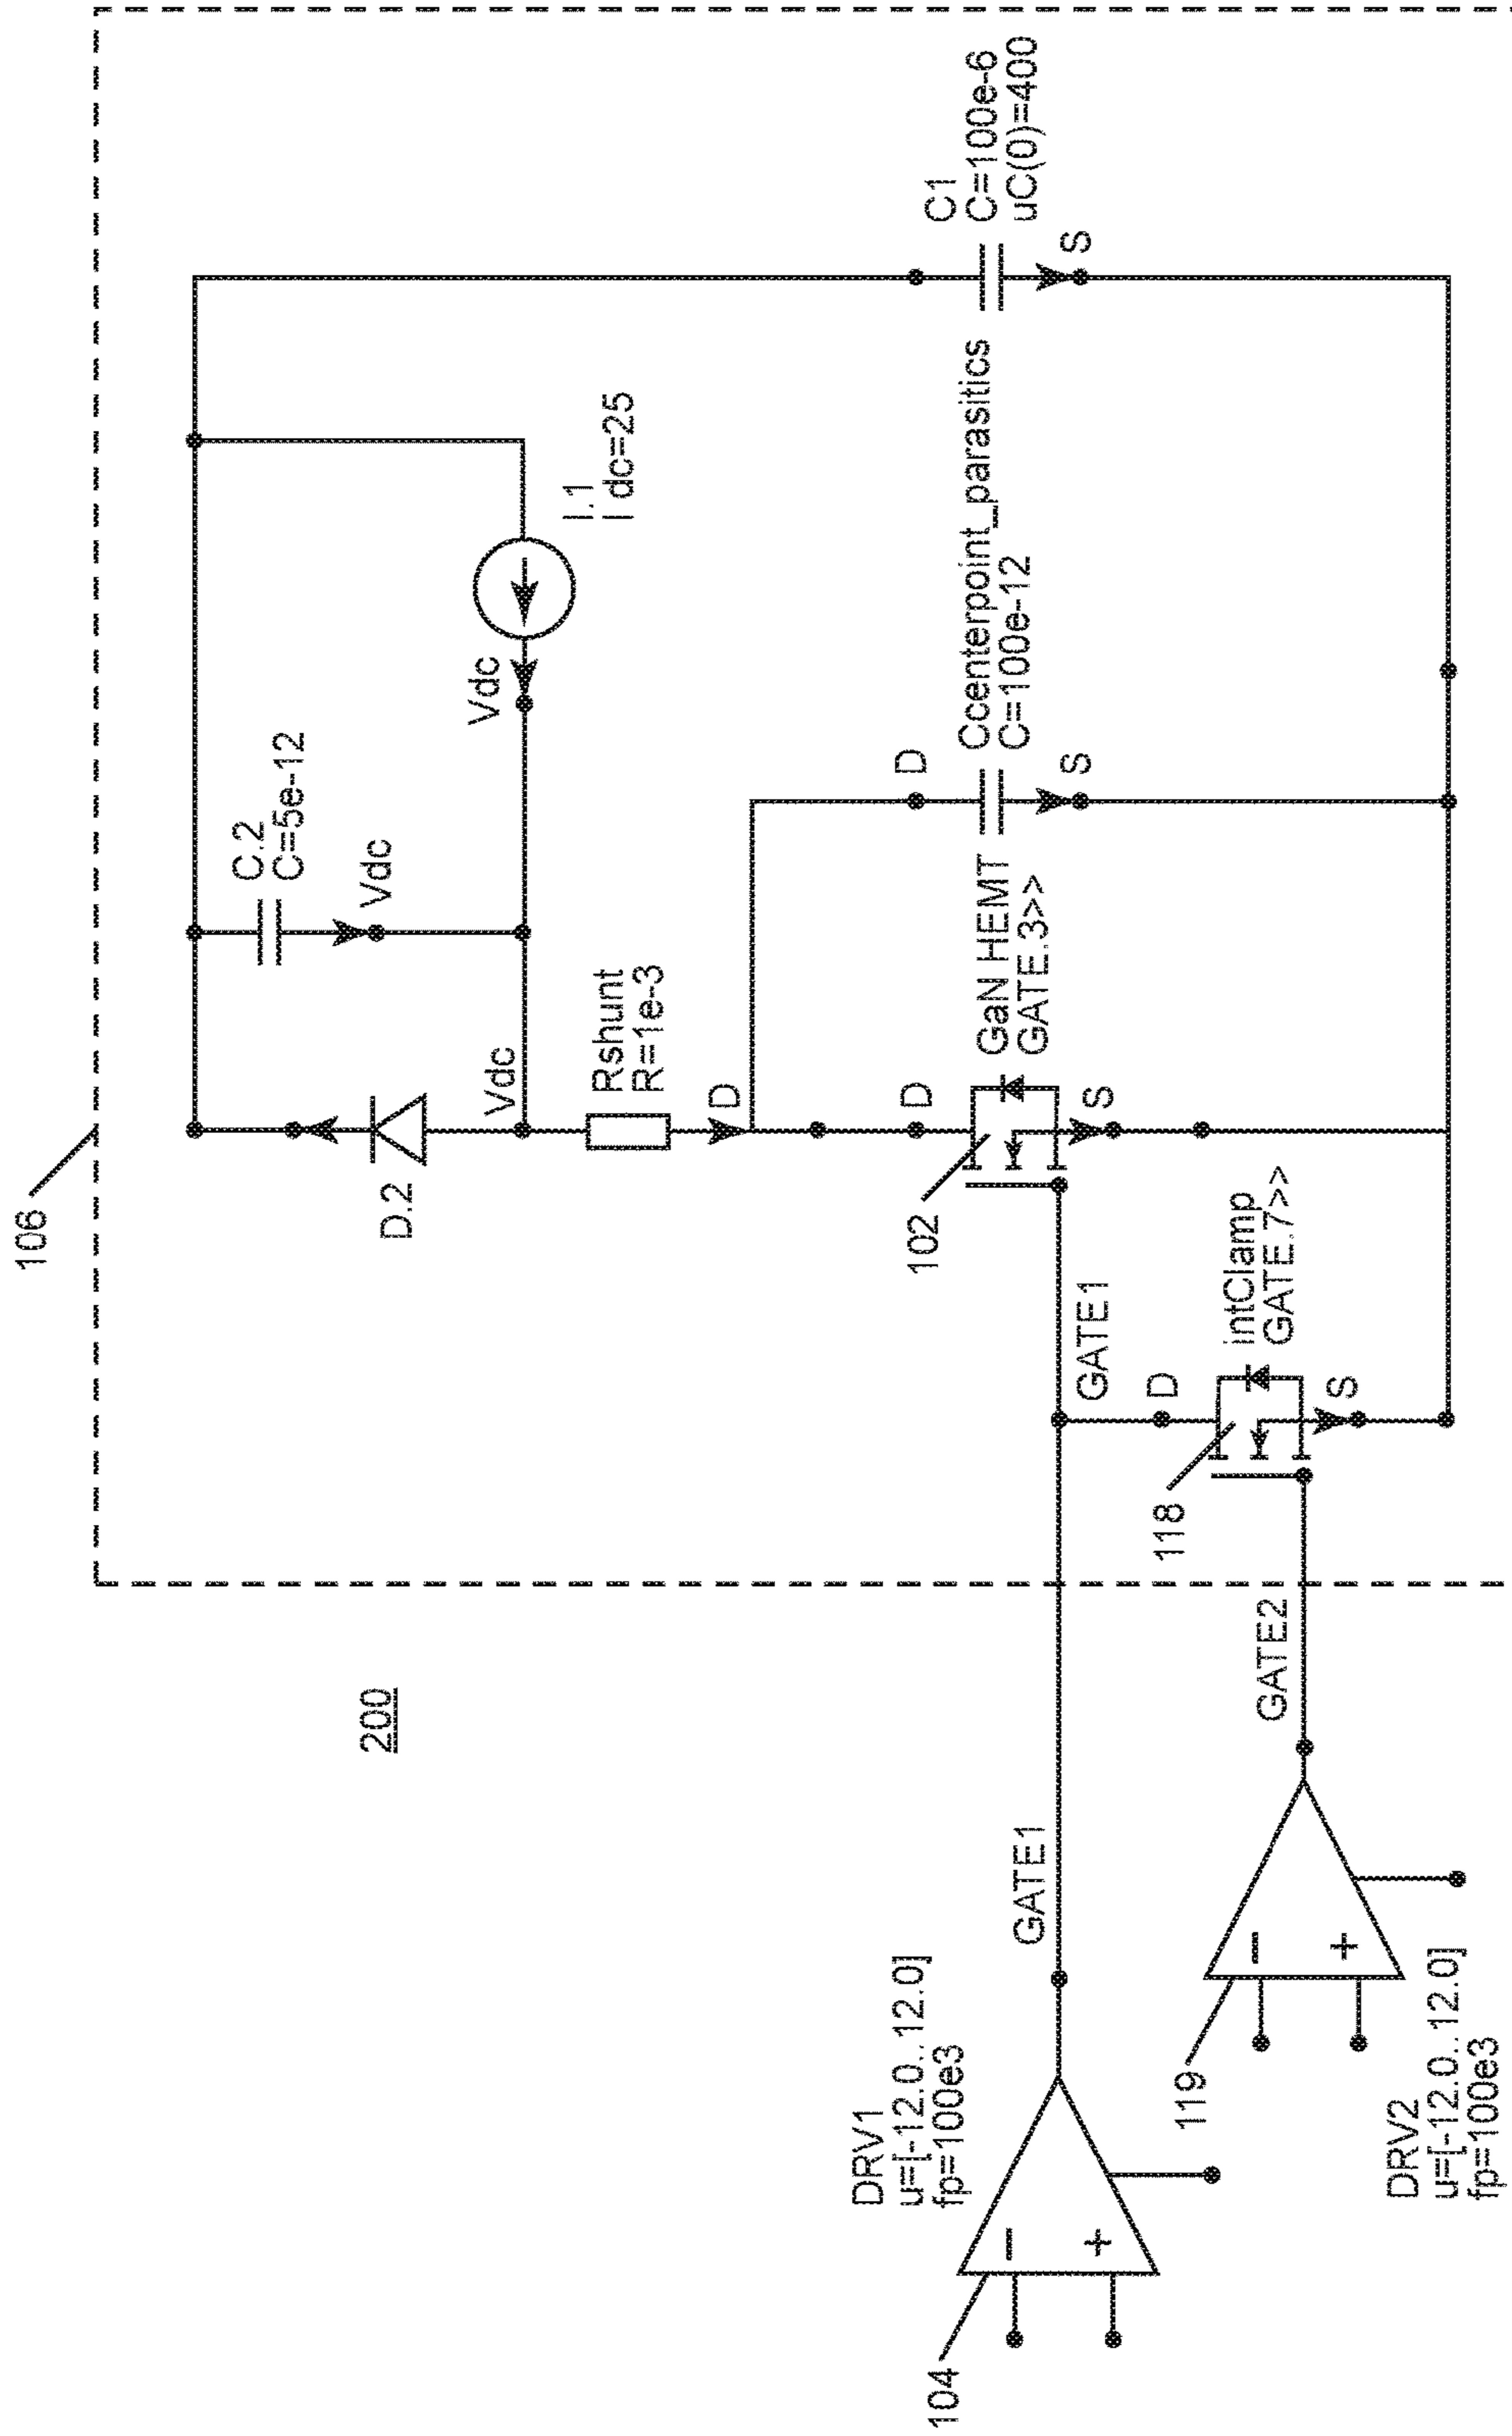 106
C.2
C=5e-12
Vdc
D.2
Vdc
Vdc
I.1
I dc=25
Rshunt
R=1e-3
D
D
D
C1
C=100e-6
uC(0)=400
S
Ccenterpoint_parasitics
C=100e-12
S
GaN HEMT
GATE.3>>
S
102
GATE1
D
intClamp
GATE.7>>
S
118
200
GATE1
GATE2
DRV1
u=[-12.0..12.0]
fp=100e3
-
+
104
-
+
119
DRV2
u=[-12.0..12.0]
fp=100e3